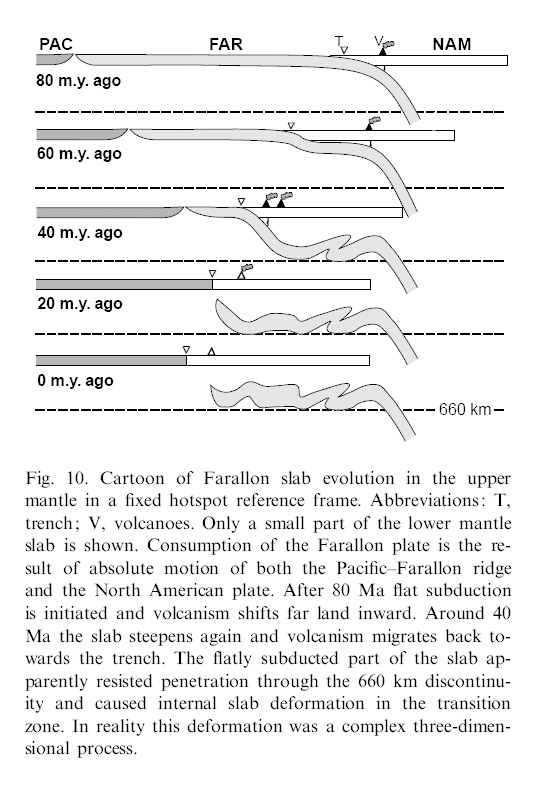 PAC FAR T V NAM
80 m.y. ago
60 m.y. ago
40 m.y. ago
20 m.y. ago
0 m.y. ago
660 km
Fig. 10. Cartoon of Farallon slab evolution in the upper
mantle in a fixed hotspot reference frame. Abbreviations: T,
trench; V, volcanoes. Only a small part of the lower mantle
slab is shown. Consumption of the Farallon plate is the re-
sult of absolute motion of both the Pacific–Farallon ridge
and the North American plate. After 80 Ma flat subduction
is initiated and volcanism shifts far land inward. Around 40
Ma the slab steepens again and volcanism migrates back to-
wards the trench. The flatly subducted part of the slab ap-
parently resisted penetration through the 660 km discontinu-
ity and caused internal slab deformation in the transition
zone. In reality this deformation was a complex three-dimen-
sional process.